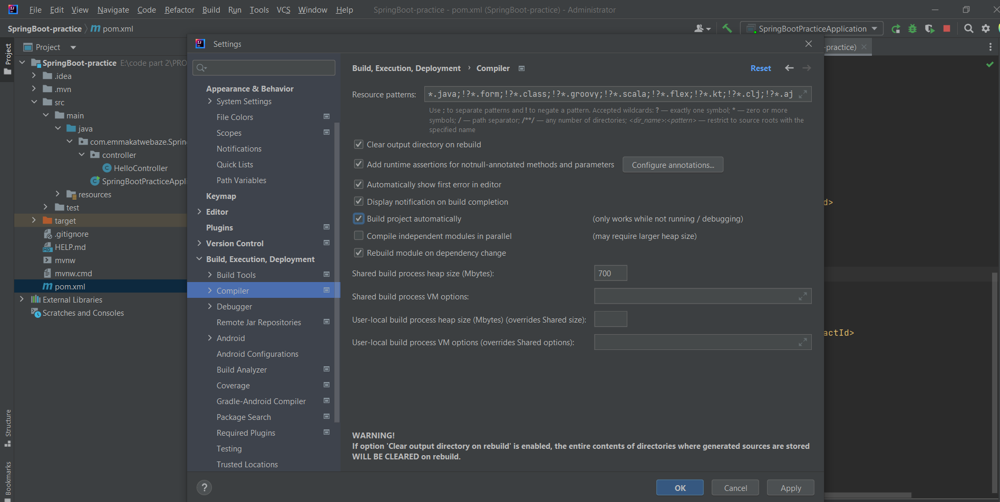 File Edit View Navigate Code Refactor Build Run Tools VCS Window Help SpringBoot-practice - pom.xml (SpringBoot-practice) - Administrator
SpringBoot-practice m pom.xml
SpringBootPracticeApplication
Project
Project
SpringBoot-practice E:\code part 2\PRO
.idea
.mvn
src
main
java
com.emmakatwebaze.Sprin
controller
HelloController
SpringBootPracticeAppl
resources
test
target
.gitignore
HELP.md
mvnw
mvnw.cmd
m pom.xml
External Libraries
Scratches and Consoles
Structure
Bookmarks
Settings
Appearance & Behavior
System Settings
File Colors
Scopes
Notifications
Quick Lists
Path Variables
Keymap
Editor
Plugins
Version Control
Build, Execution, Deployment
Build Tools
Compiler
Debugger
Remote Jar Repositories
Android
Android Configurations
Build Analyzer
Coverage
Gradle-Android Compiler
Package Search
Required Plugins
Testing
Trusted Locations
Build, Execution, Deployment › Compiler
Reset
Resource patterns: *.java;!?*.form;!?*.class;!?*.groovy;!?*.scala;!?*.flex;!?*.kt;!?*.clj;!?*.aj
Use ; to separate patterns and ! to negate a pattern. Accepted wildcards: ? — exactly one symbol; * — zero or more
symbols; / — path separator; /**/ — any number of directories; <dir_name>:<pattern> — restrict to source roots with the
specified name
Clear output directory on rebuild
Add runtime assertions for notnull-annotated methods and parameters Configure annotations...
Automatically show first error in editor
Display notification on build completion
Build project automatically (only works while not running / debugging)
Compile independent modules in parallel (may require larger heap size)
Rebuild module on dependency change
Shared build process heap size (Mbytes): 700
Shared build process VM options:
User-local build process heap size (Mbytes) (overrides Shared size):
User-local build process VM options (overrides Shared options):
WARNING!
If option 'Clear output directory on rebuild' is enabled, the entire contents of directories where generated sources are stored
WILL BE CLEARED on rebuild.
? OK Cancel Apply
-practice)
d>
actId>